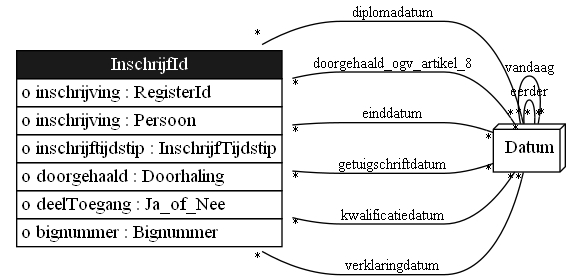 diplomadatum
*
InschrijfId
o inschrijving : RegisterId
o inschrijving : Persoon
o inschrijftijdstip : InschrijfTijdstip
o doorgehaald : Doorhaling
o deelToegang : Ja_of_Nee
o bignummer : Bignummer
doorgehaald_ogv_artikel_8
*
vandaag
eerder
* * * *
*
einddatum
*
*
Datum
getuigschriftdatum
*
*
* *
kwalificatiedatum
*
*
verklaringdatum